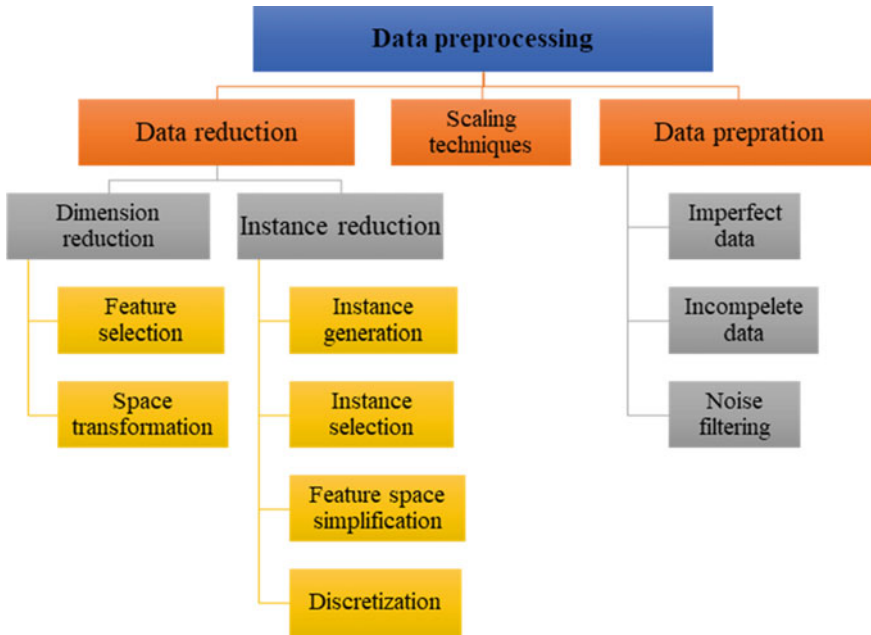 Data preprocessing
Data reduction
Scaling
techniques
Data prepration
Dimension
reduction
Instance reduction
Imperfect
data
Feature
selection
Instance
generation
Incompelete
data
Space
transformation
Instance
selection
Noise
filtering
Feature space
simplification
Discretization